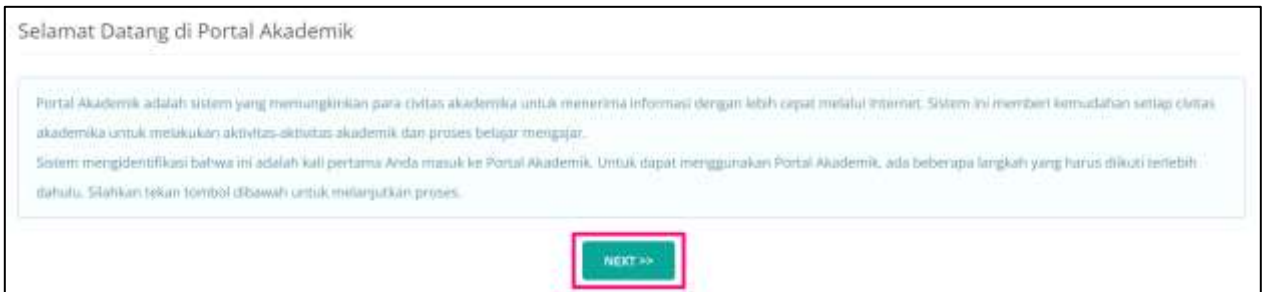 Selamat Datang di Portal Akademik
Portal Akademik adalah sistem yang memungkinkan para civitas akademika untuk menerima informasi dengan lebih cepat melalui Internet. Sistem ini memberi kemudahan setiap civitas
akademika untuk melakukan aktivitas-aktivitas akademik dan proses belajar mengajar.
Sistem mengidentifikasi bahwa ini adalah kali pertama Anda masuk ke Portal Akademik. Untuk dapat menggunakan Portal Akademik, ada beberapa langkah yang harus diikuti terlebih
dahulu. Silahkan tekan tombol dibawah untuk melanjutkan proses.
NEXT >>